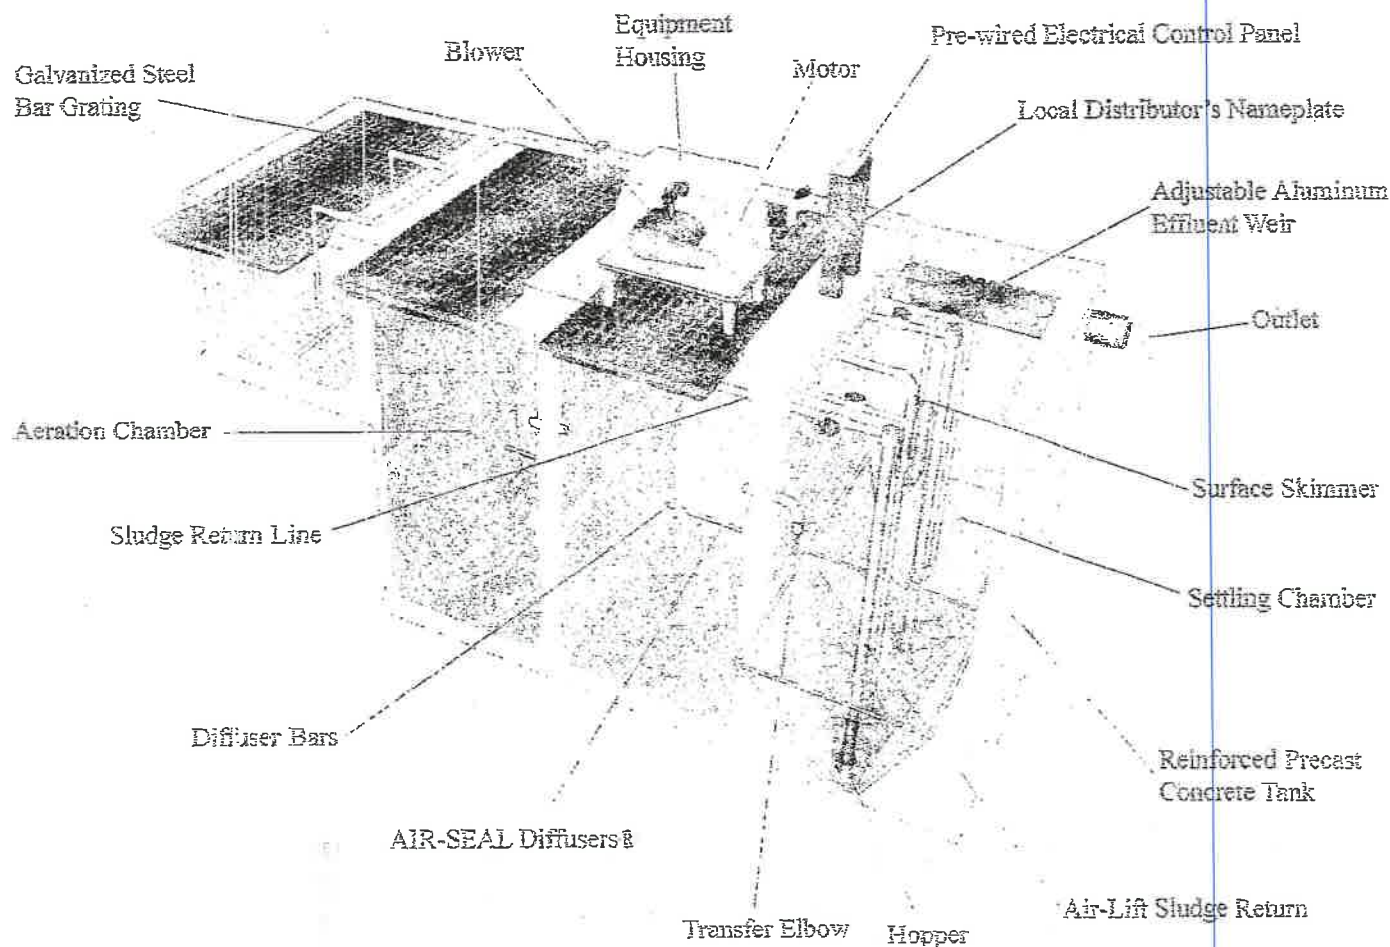 Equipment
Housing
Blower
Pre-wired Electrical Control Panel
Galvanized Steel
Bar Grating
Motor
Local Distributor's Nameplate
Adjustable Aluminum
Effluent Weir
Outlet
Aeration Chamber
Surface Skimmer
Sludge Return Line
Settling Chamber
Diffuser Bars
Reinforced Precast
Concrete Tank
AIR-SEAL Diffusers®
Air-Lift Sludge Return
Transfer Elbow
Hopper